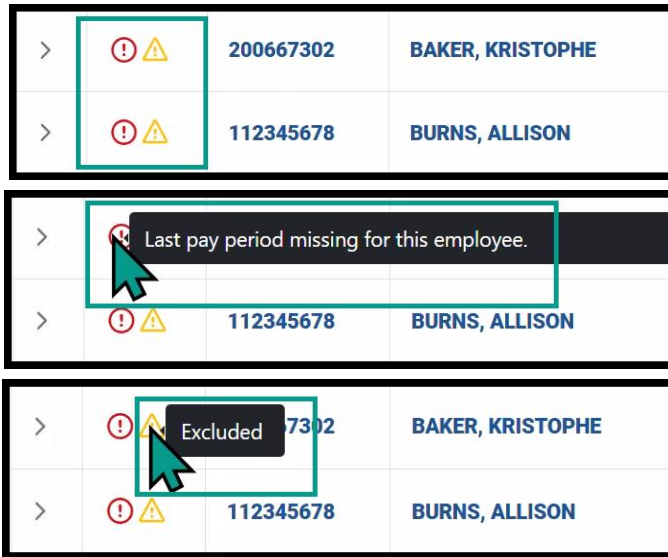 200667302 BAKER, KRISTOPHE
112345678 BURNS, ALLISON
Last pay period missing for this employee.
112345678 BURNS, ALLISON
Excluded 7302 BAKER, KRISTOPHE
112345678 BURNS, ALLISON